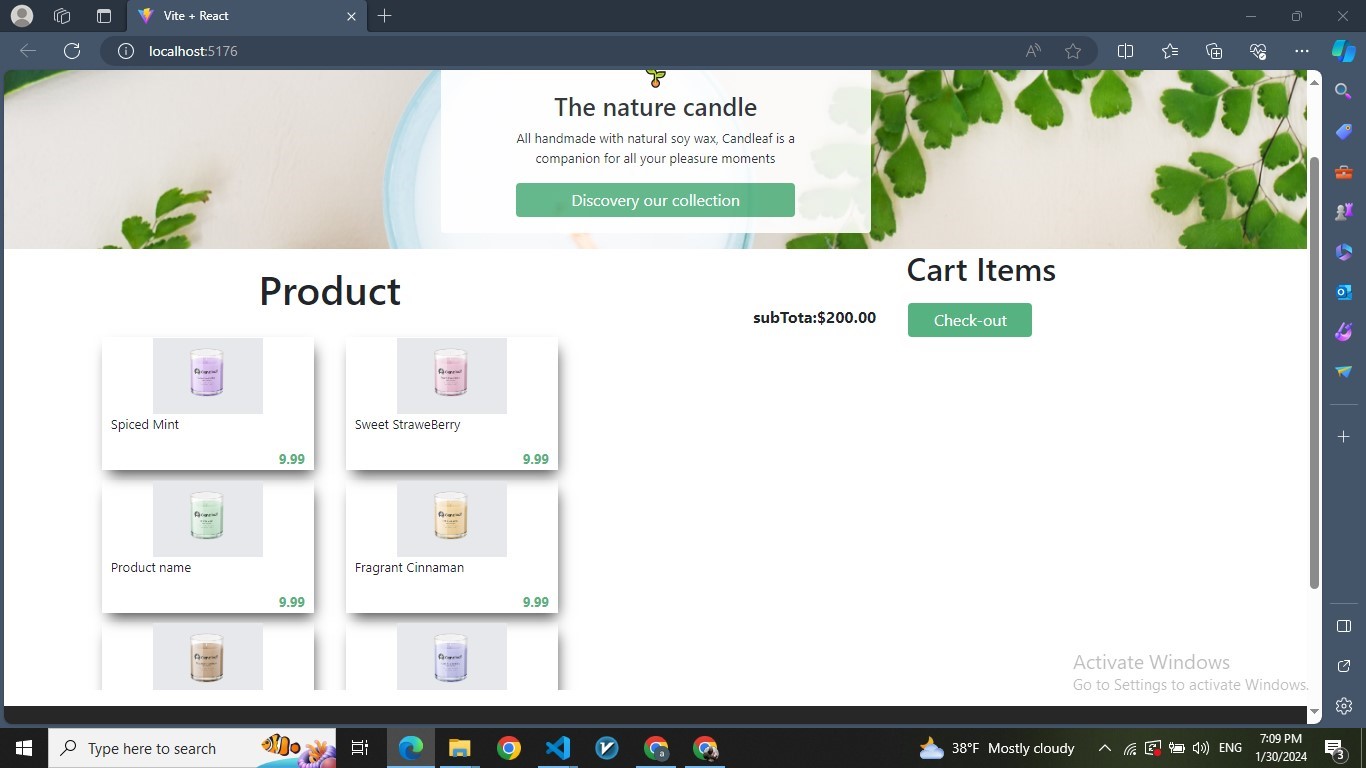 Vite + React
localhost:5176
The nature candle
All handmade with natural soy wax, Candleaf is a
companion for all your pleasure moments
Discovery our collection
Product
Cart Items
subTota:$200.00
Check-out
Spiced Mint
9.99
Sweet StraweBerry
9.99
Product name
9.99
Fragrant Cinnaman
9.99
Activate Windows
Go to Settings to activate Windows.
Type here to search
38°F Mostly cloudy
ENG
7:09 PM
1/30/2024
3